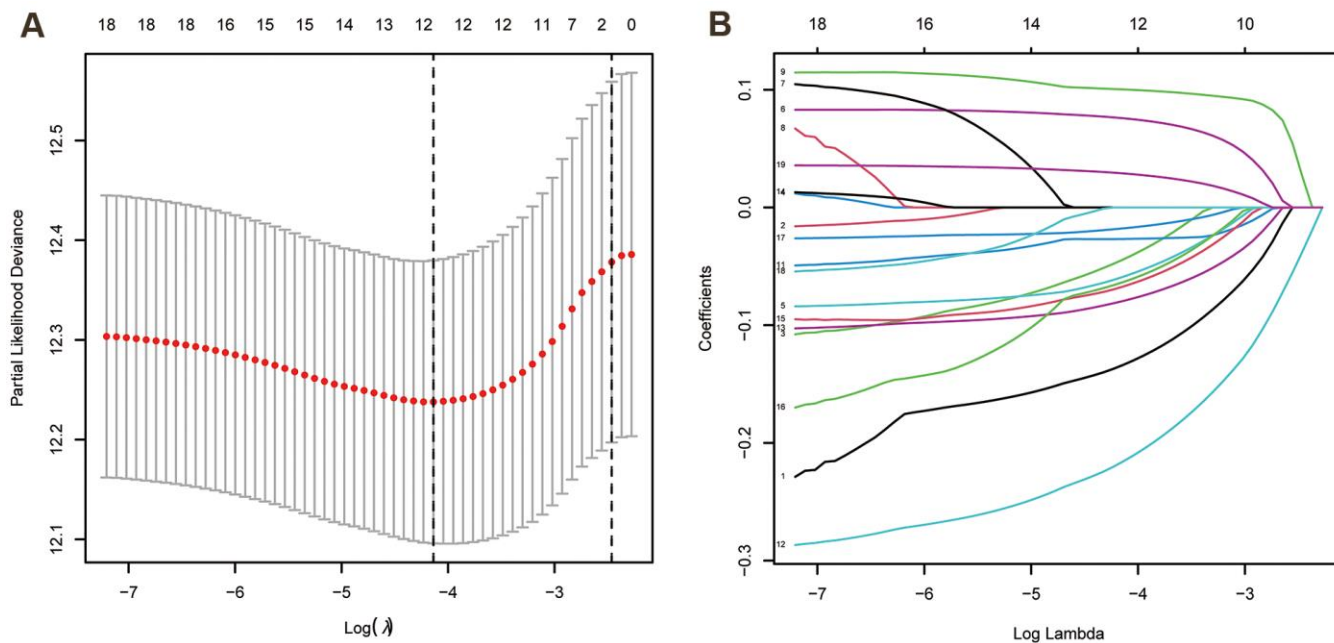 A
18 18 18 16 15 15 14 13 12 12 12 12 11 7 2 0
Partial Likelihood Deviance
12.5
12.4
12.3
12.2
12.1
−7 −6 −5 −4 −3
Log(λ)
B
18 16 14 12 10
Coefficients
0.1
0.0
−0.1
−0.2
−0.3
9
7
6
8
19
14
2
17
11
18
5
15
13
3
16
1
12
−7 −6 −5 −4 −3
Log Lambda